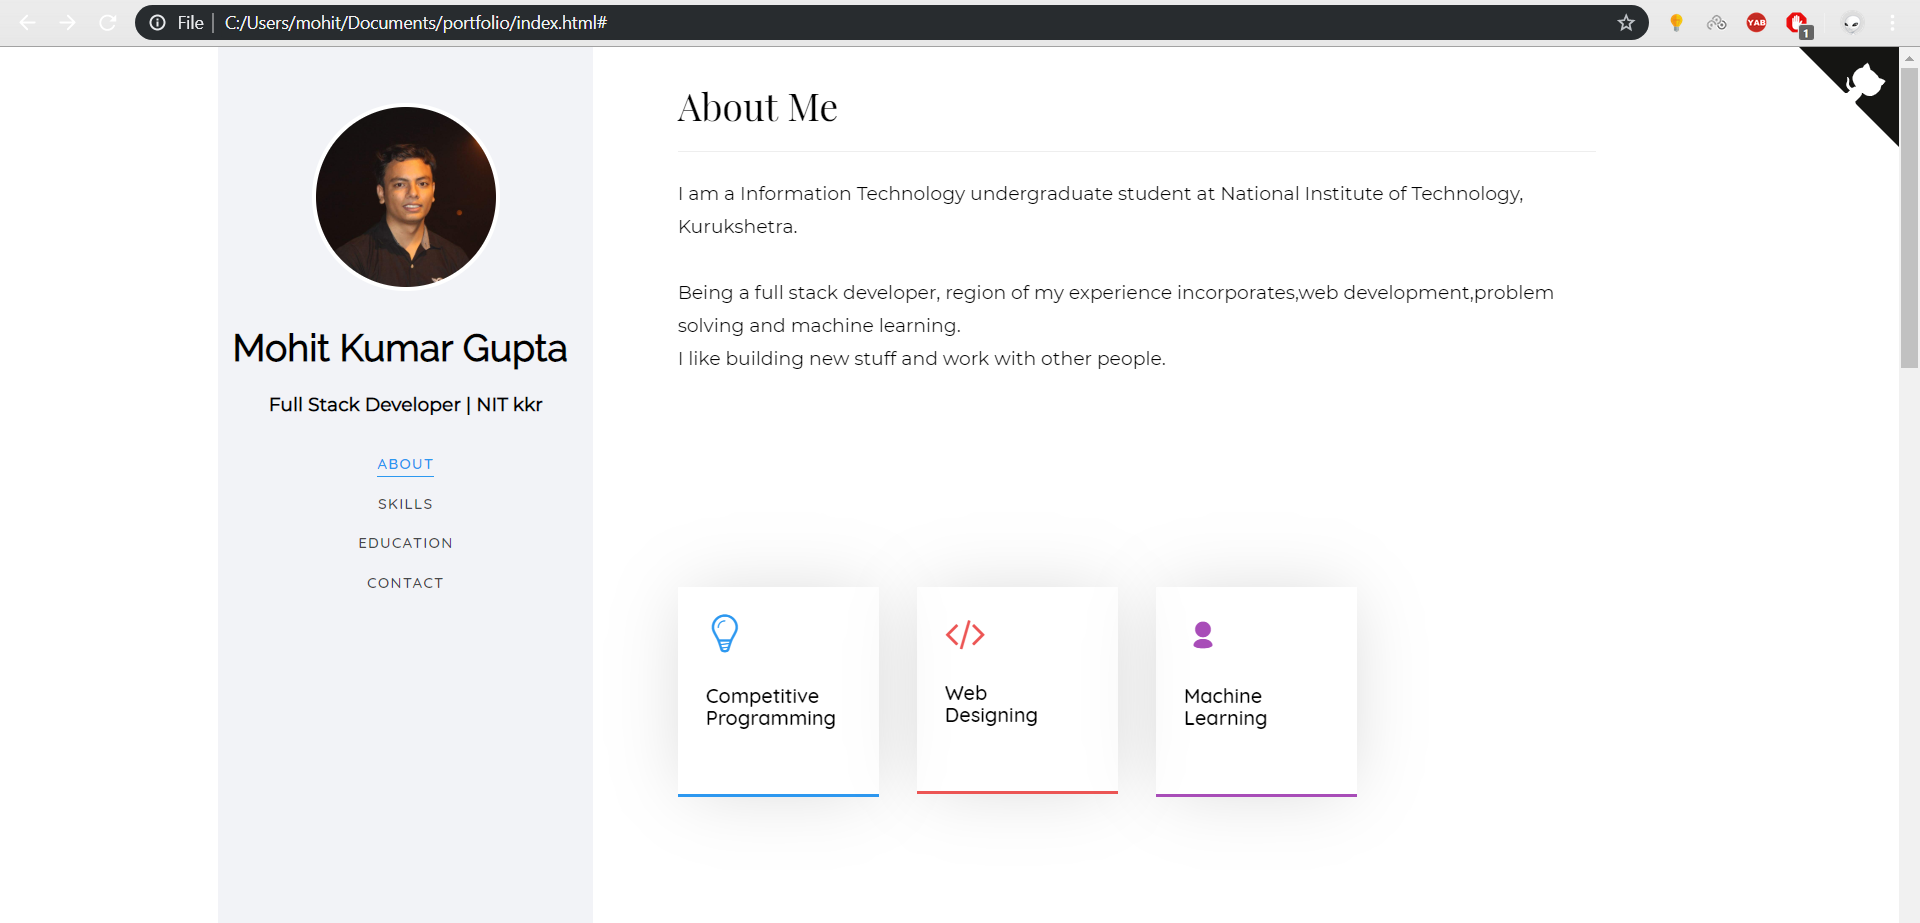 File | C:/Users/mohit/Documents/portfolio/index.html#
YAB
1
Mohit Kumar Gupta
Full Stack Developer | NIT kkr
ABOUT
SKILLS
EDUCATION
CONTACT
About Me
I am a Information Technology undergraduate student at National Institute of Technology,
Kurukshetra.
Being a full stack developer, region of my experience incorporates,web development,problem
solving and machine learning.
I like building new stuff and work with other people.
Competitive
Programming
Web
Designing
Machine
Learning